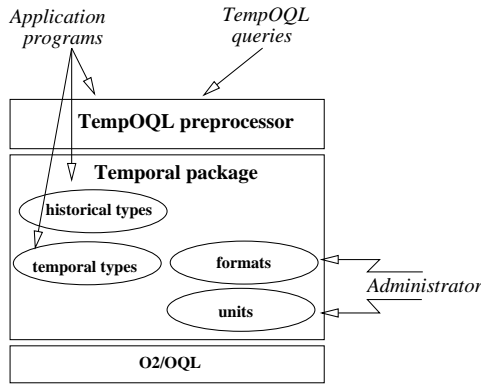 Application
programs
TempOQL
queries
TempOQL preprocessor
Temporal package
historical types
temporal types
formats
units
Administrator
O2/OQL